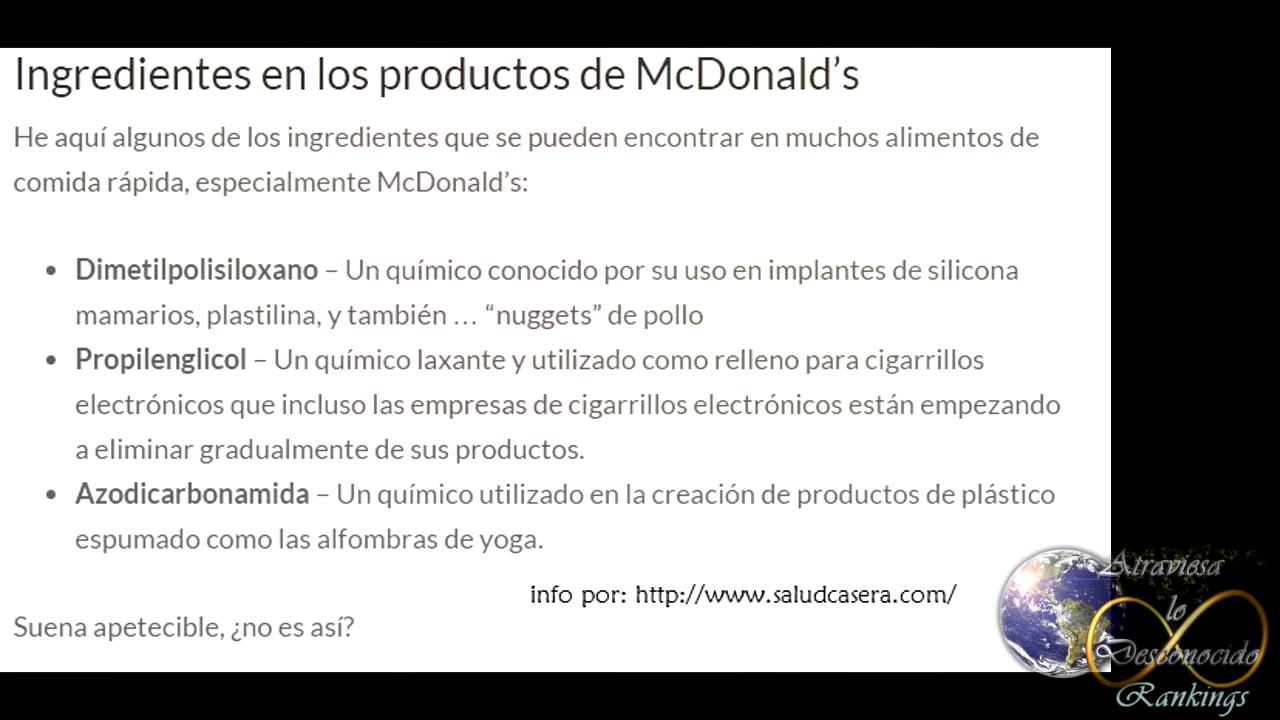 Ingredientes en los productos de McDonald’s
He aquí algunos de los ingredientes que se pueden encontrar en muchos alimentos de
comida rápida, especialmente McDonald’s:
• Dimetilpolisiloxano – Un químico conocido por su uso en implantes de silicona
mamarios, plastilina, y también … “nuggets” de pollo
• Propilenglicol – Un químico laxante y utilizado como relleno para cigarrillos
electrónicos que incluso las empresas de cigarrillos electrónicos están empezando
a eliminar gradualmente de sus productos.
• Azodicarbonamida – Un químico utilizado en la creación de productos de plástico
espumado como las alfombras de yoga.
info por: http://www.saludcasera.com/
Suena apetecible, ¿no es así?
Atraviesa
lo
Desconocido
Rankings